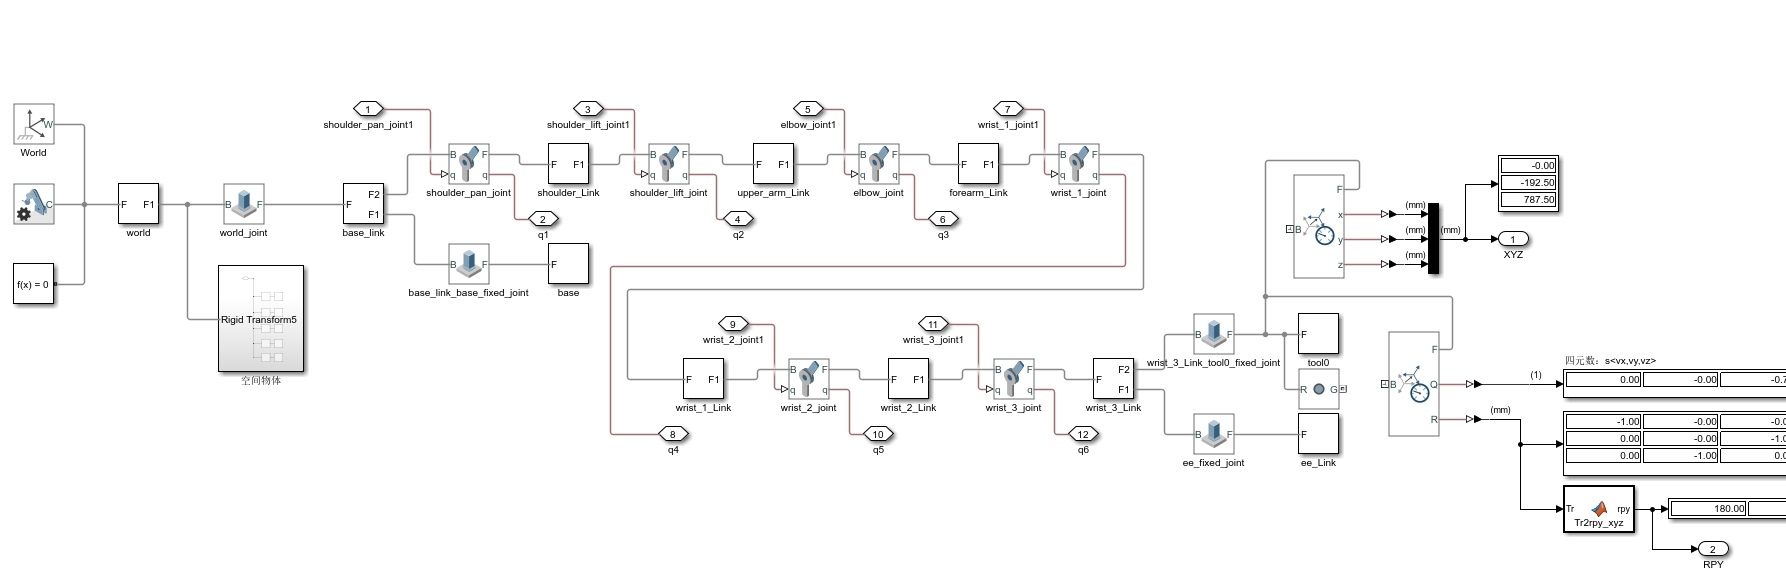 1
shoulder_pan_joint1
3
shoulder_lift_joint1
5
elbow_joint1
7
wrist_1_joint1
W
World
C
f(x) = 0
F F1
world
B F
world_joint
Rigid Transform5
空间物体
F F2
F1
base_link
B F
q q
shoulder_pan_joint
2
q1
B F
base_link_base_fixed_joint
F
base
F F1
shoulder_Link
B F
q q
shoulder_lift_joint
4
q2
F F1
upper_arm_Link
B F
q q
elbow_joint
6
q3
F F1
forearm_Link
B F
q q
wrist_1_joint
9
wrist_2_joint1
11
wrist_3_joint1
8
q4
F F1
wrist_1_Link
B F
q q
wrist_2_joint
10
q5
F F1
wrist_2_Link
B F
q q
wrist_3_joint
12
q6
F F2
F1
wrist_3_Link
B F
wrist_3_Link_tool0_fixed_joint
F
tool0
R G
B F
ee_fixed_joint
F
ee_Link
B F
x
y
z
(mm)
(mm)
(mm)
(mm)
-0.00
-192.50
787.50
1
XYZ
B F
Q
R
(1)
(mm)
四元数：s<vx,vy,vz>
0.00 -0.00 -0.7
-1.00 -0.00 -0.0
0.00 -0.00 -1.0
0.00 -1.00 0.0
Tr rpy
Tr2rpy_xyz
180.00
2
RPY